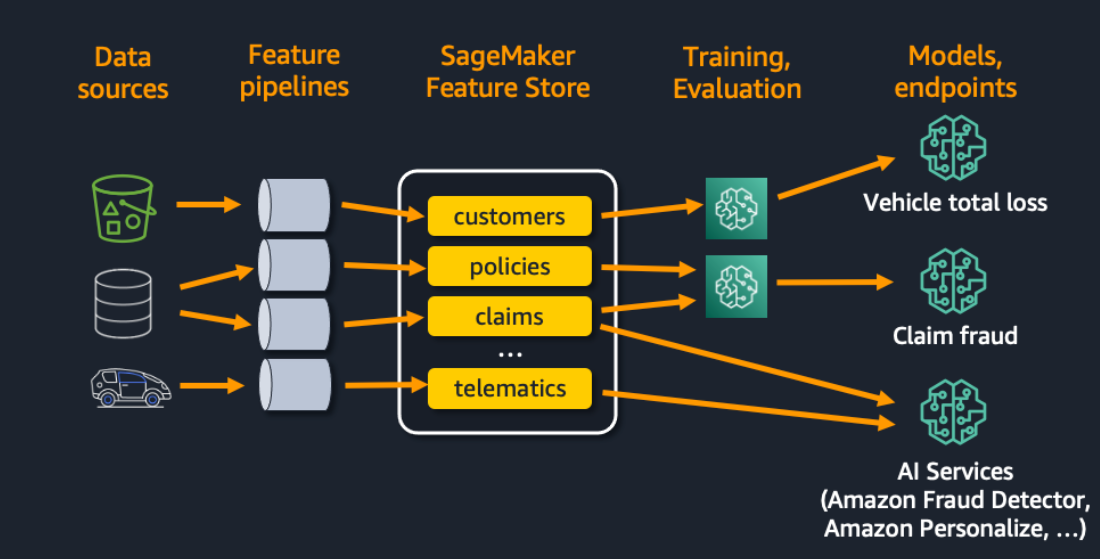 Data
sources
Feature
pipelines
SageMaker
Feature Store
Training,
Evaluation
Models,
endpoints
customers
policies
claims
...
telematics
Vehicle total loss
Claim fraud
AI Services
(Amazon Fraud Detector,
Amazon Personalize, ...)